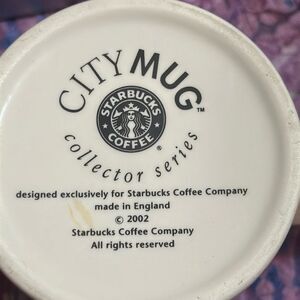 CITY MUG™
STARBUCKS
COFFEE
®
collector series
designed exclusively for Starbucks Coffee Company
made in England
© 2002
Starbucks Coffee Company
All rights reserved